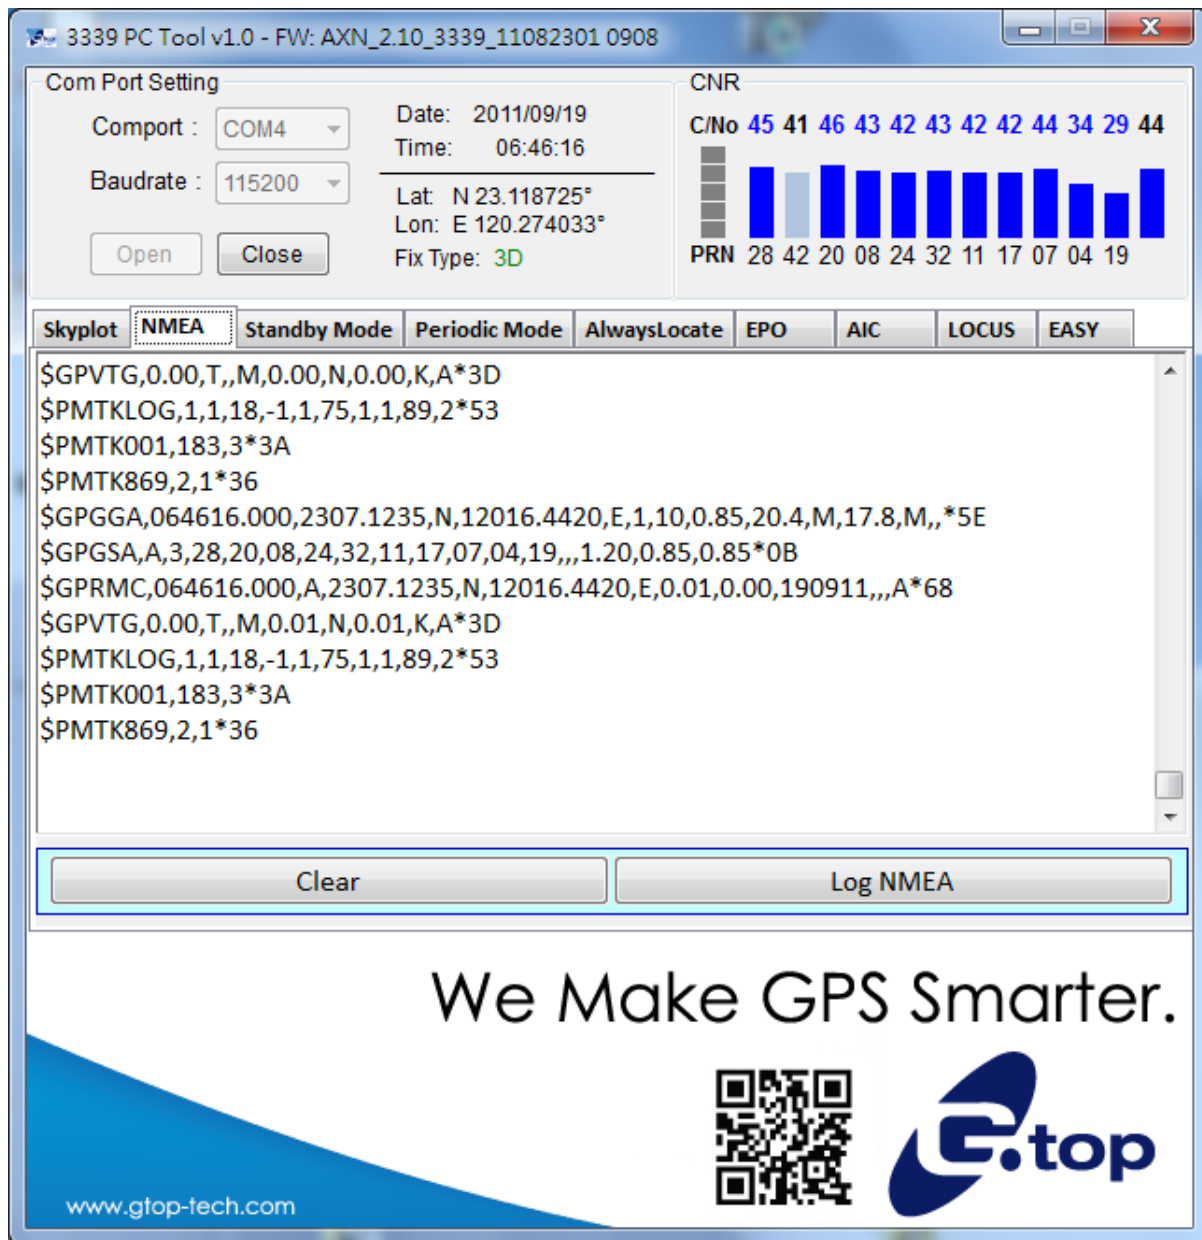 3339 PC Tool v1.0 - FW: AXN_2.10_3339_11082301 0908
Com Port Setting
Comport : COM4
Baudrate : 115200
Open Close
Date: 2011/09/19
Time: 06:46:16
Lat: N 23.118725°
Lon: E 120.274033°
Fix Type: 3D
CNR
C/No 45 41 46 43 42 43 42 42 44 34 29 44
PRN 28 42 20 08 24 32 11 17 07 04 19
Skyplot NMEA Standby Mode Periodic Mode AlwaysLocate EPO AIC LOCUS EASY
$GPVTG,0.00,T,,M,0.00,N,0.00,K,A*3D
$PMTKLOG,1,1,18,-1,1,75,1,1,89,2*53
$PMTK001,183,3*3A
$PMTK869,2,1*36
$GPGGA,064616.000,2307.1235,N,12016.4420,E,1,10,0.85,20.4,M,17.8,M,,*5E
$GPGSA,A,3,28,20,08,24,32,11,17,07,04,19,,,1.20,0.85,0.85*0B
$GPRMC,064616.000,A,2307.1235,N,12016.4420,E,0.01,0.00,190911,,,A*68
$GPVTG,0.00,T,,M,0.01,N,0.01,K,A*3D
$PMTKLOG,1,1,18,-1,1,75,1,1,89,2*53
$PMTK001,183,3*3A
$PMTK869,2,1*36
Clear Log NMEA
We Make GPS Smarter.
G.top
www.gtop-tech.com